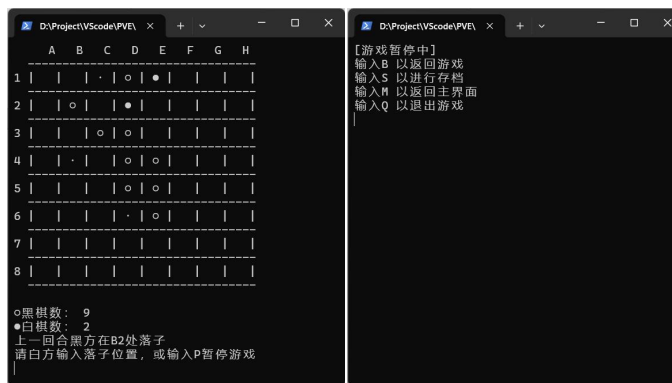 D:\Project\VScode\PVE\
A B C D E F G H
1 | | | · | ○ | ● | | | |
2 | | ○ | | ● | | | | |
3 | | | ○ | ○ | | | | |
4 | | · | | ○ | ○ | | | |
5 | | | | ○ | ○ | | | |
6 | | | | · | ○ | | | |
7 | | | | | | | | |
8 | | | | | | | | |
○黑棋数: 9
●白棋数: 2
上一回合黑方在B2处落子
请白方输入落子位置, 或输入P暂停游戏
D:\Project\VScode\PVE\
[游戏暂停中]
输入B 以返回游戏
输入S 以进行存档
输入M 以返回主界面
输入Q 以退出游戏